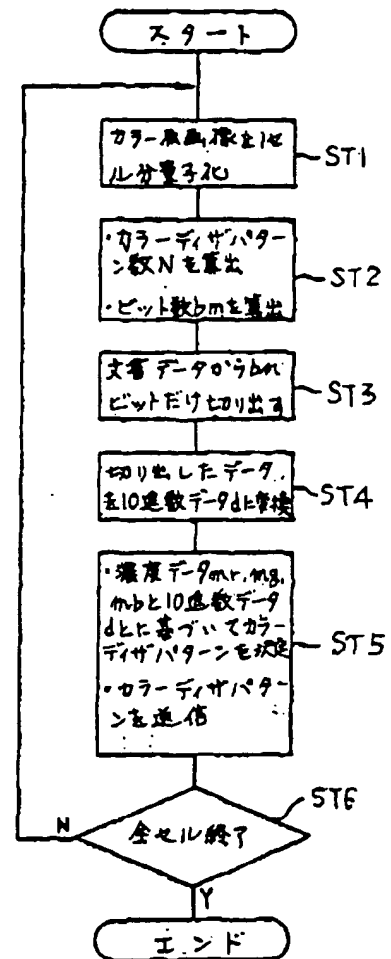 スタート
カラー原画像を1セ
ル分量子化
ST1
・カラーディザパター
ン数Nを算出
・ビット数bmを算出
ST2
文書データからbm
ビットだけ切り出す
ST3
切り出したデータ
を10進数データdに変換
ST4
・濃度データmr,mg,
mbと10進数データ
dとに基づいてカラー
ディザパターンを決定
・カラーディザパタ
ーンを送信
ST5
全セル終了
ST6
N
Y
エンド